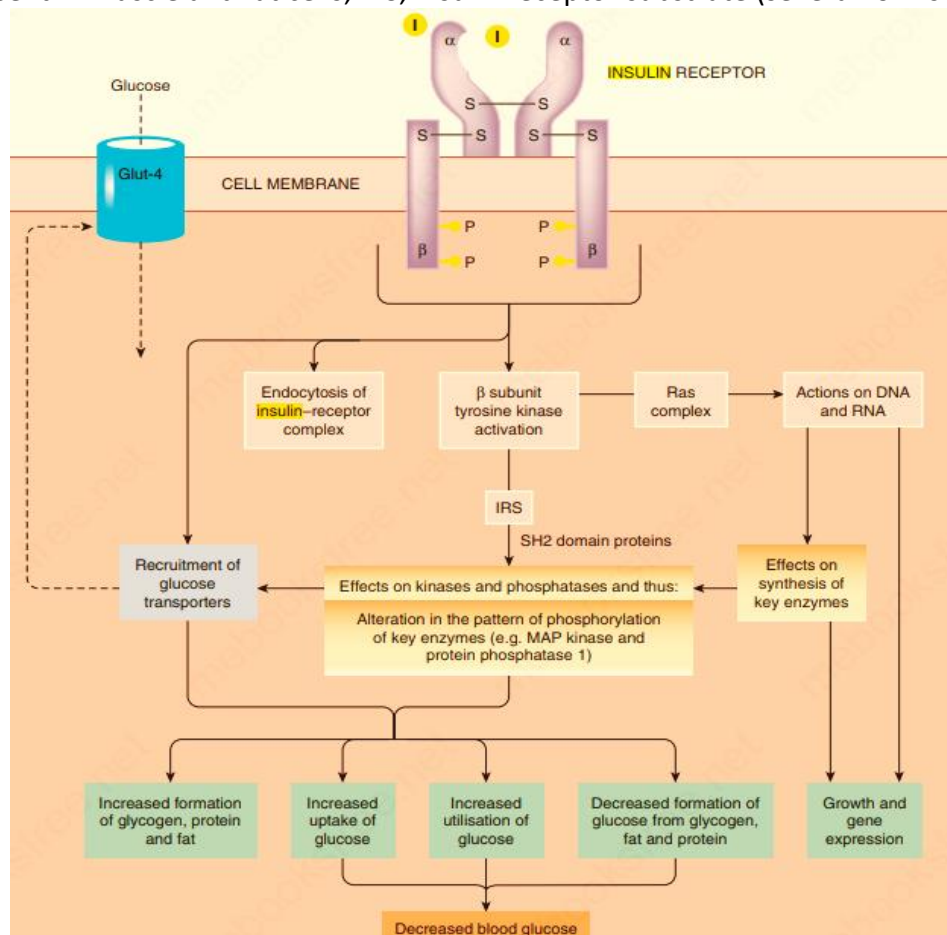 I
α
I
α
INSULIN RECEPTOR
Glucose
S
S
S
S
S
S
Glut-4
CELL MEMBRANE
P
P
β
P
P
β
Endocytosis of
insulin–receptor
complex
β subunit
tyrosine kinase
activation
Ras
complex
Actions on DNA
and RNA
IRS
SH2 domain proteins
Recruitment of
glucose
transporters
Effects on kinases and phosphatases and thus:
Alteration in the pattern of phosphorylation
of key enzymes (e.g. MAP kinase and
protein phosphatase 1)
Effects on
synthesis of
key enzymes
Increased formation
of glycogen, protein
and fat
Increased
uptake of
glucose
Increased
utilisation of
glucose
Decreased formation of
glucose from glycogen,
fat and protein
Growth and
gene
expression
Decreased blood glucose